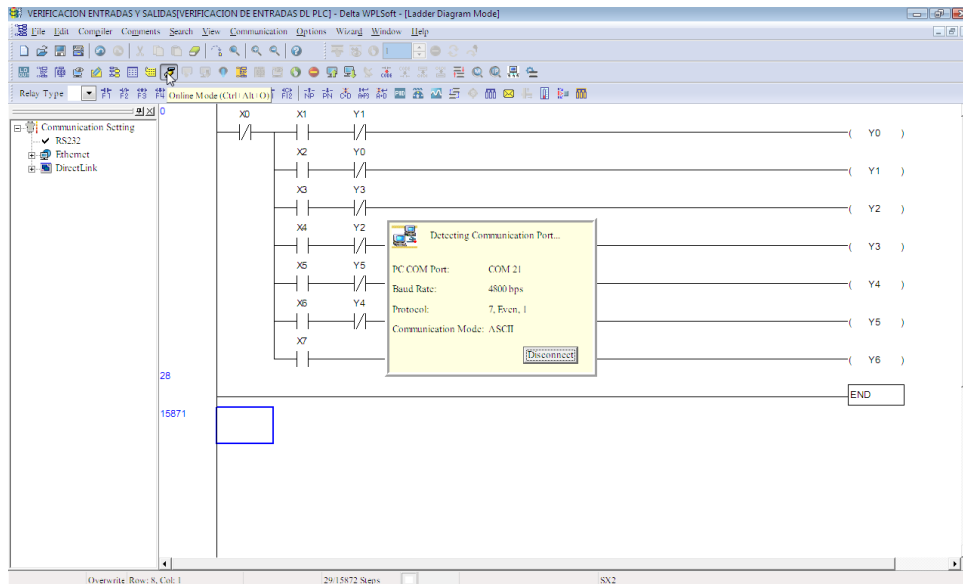 VERIFICACION ENTRADAS Y SALIDAS[VERIFICACION DE ENTRADAS DL PLC] - Delta WPLSoft - [Ladder Diagram Mode]
File Edit Compiler Comments Search View Communication Options Wizard Window Help
Relay Type
Online Mode (Ctrl+Alt+O)
Communication Setting
RS232
Ethernet
DirectLink
0
X0 X1 Y1
Y0
X2 Y0
Y1
X3 Y3
Y2
X4 Y2
Y3
X5 Y5
Y4
X6 Y4
Y5
X7
Y6
Detecting Communication Port...
PC COM Port: COM 21
Baud Rate: 4800 bps
Protocol: 7, Even, 1
Communication Mode: ASCII
Disconnect
28
END
15871
Overwrite Row: 8, Col: 1 29/15872 Steps SX2